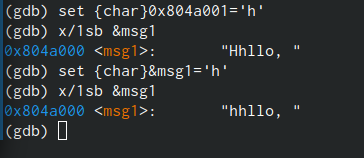 (gdb) set {char}0x804a001='h'
(gdb) x/1sb &msg1
0x804a000 <msg1>:        "Hhllo, "
(gdb) set {char}&msg1='h'
(gdb) x/1sb &msg1
0x804a000 <msg1>:        "hhllo, "
(gdb)